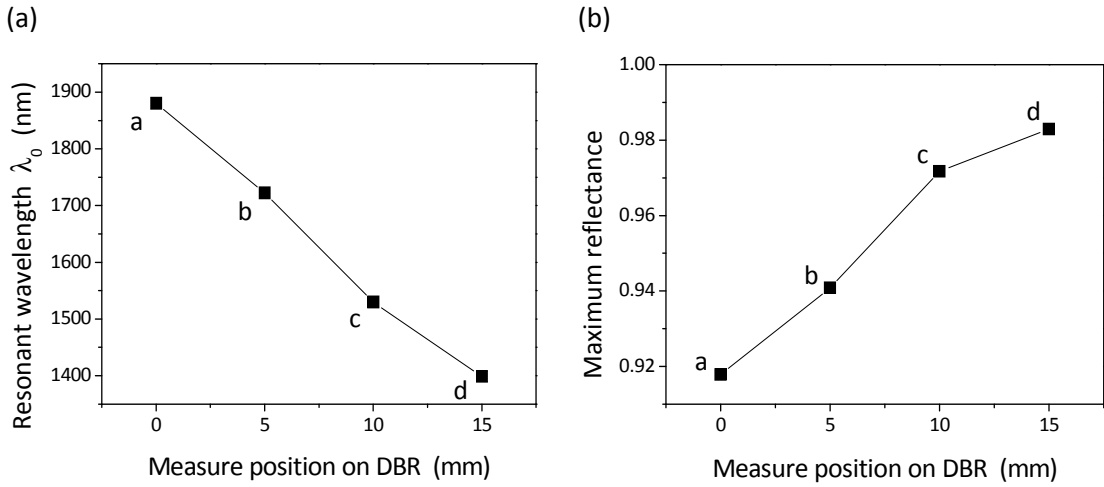 (a)
1900
1800
1700
1600
1500
1400
0 5 10 15
Resonant wavelength λ₀ (nm)
Measure position on DBR (mm)
a
b
c
d
(b)
1.00
0.98
0.96
0.94
0.92
0 5 10 15
Maximum reflectance
Measure position on DBR (mm)
a
b
c
d